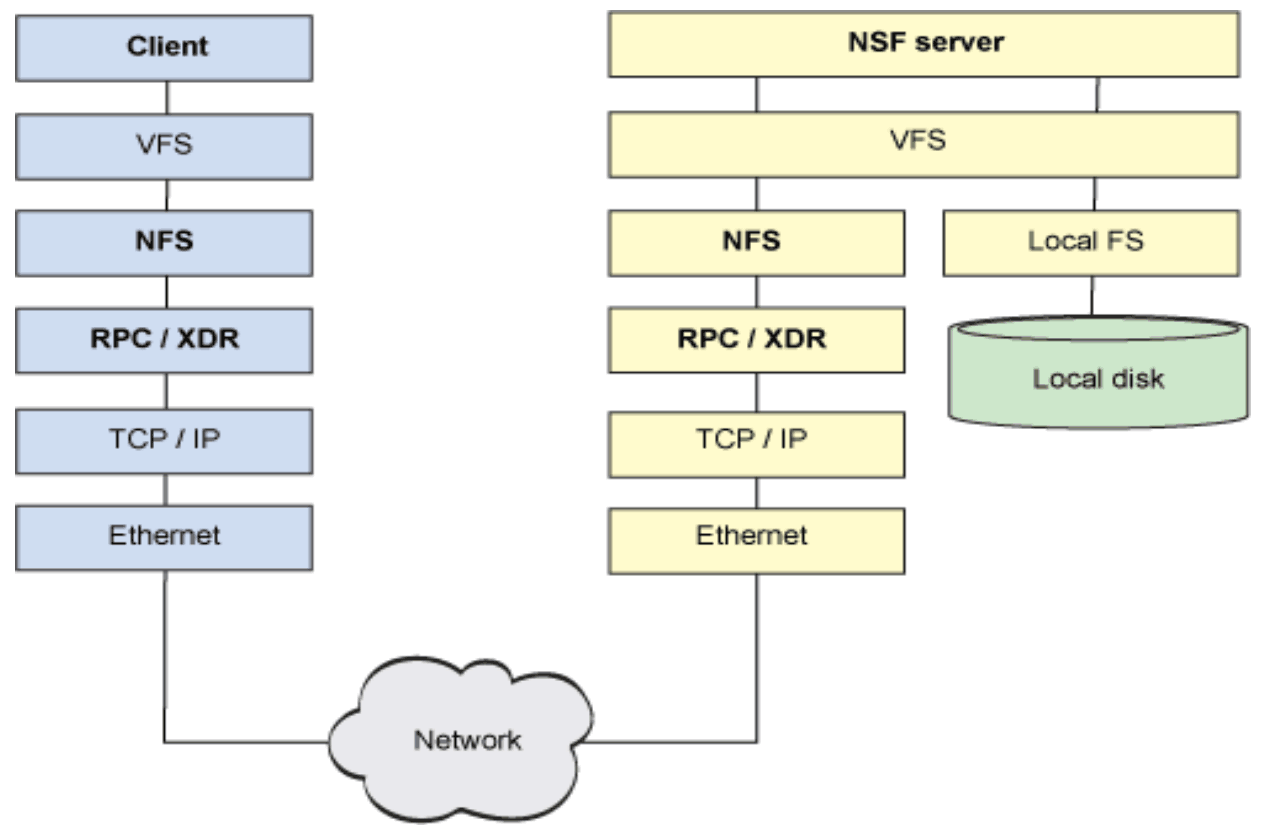 Client
VFS
NFS
RPC / XDR
TCP / IP
Ethernet
NSF server
VFS
NFS
Local FS
RPC / XDR
Local disk
TCP / IP
Ethernet
Network